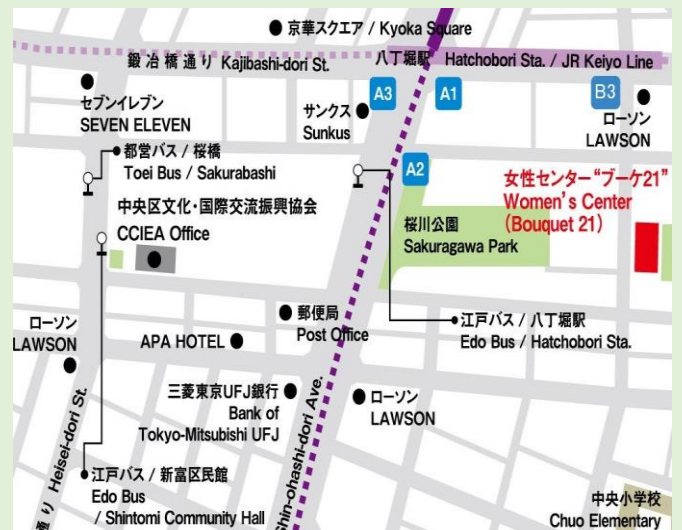 京華スクエア / Kyoka Square
鍛冶橋通り Kajibashi-dori St.
八丁堀駅 Hatchobori Sta. / JR Keiyo Line
セブンイレブン
SEVEN ELEVEN
サンクス
Sunkus
A3
A1
B3
ローソン
LAWSON
都営バス / 桜橋
Toei Bus / Sakurabashi
A2
女性センター"ブーケ21"
Women's Center
(Bouquet 21)
中央区文化・国際交流振興協会
CCIEA Office
桜川公園
Sakuragawa Park
郵便局
Post Office
江戸バス / 八丁堀駅
Edo Bus / Hatchobori Sta.
ローソン
LAWSON
APA HOTEL
三菱東京UFJ銀行
Bank of
Tokyo-Mitsubishi UFJ
ローソン
LAWSON
通り Heisei-dori St.
Shin-ohashi-dori Ave.
江戸バス / 新富区民館
Edo Bus
/ Shintomi Community Hall
中央小学校
Chuo Elementary